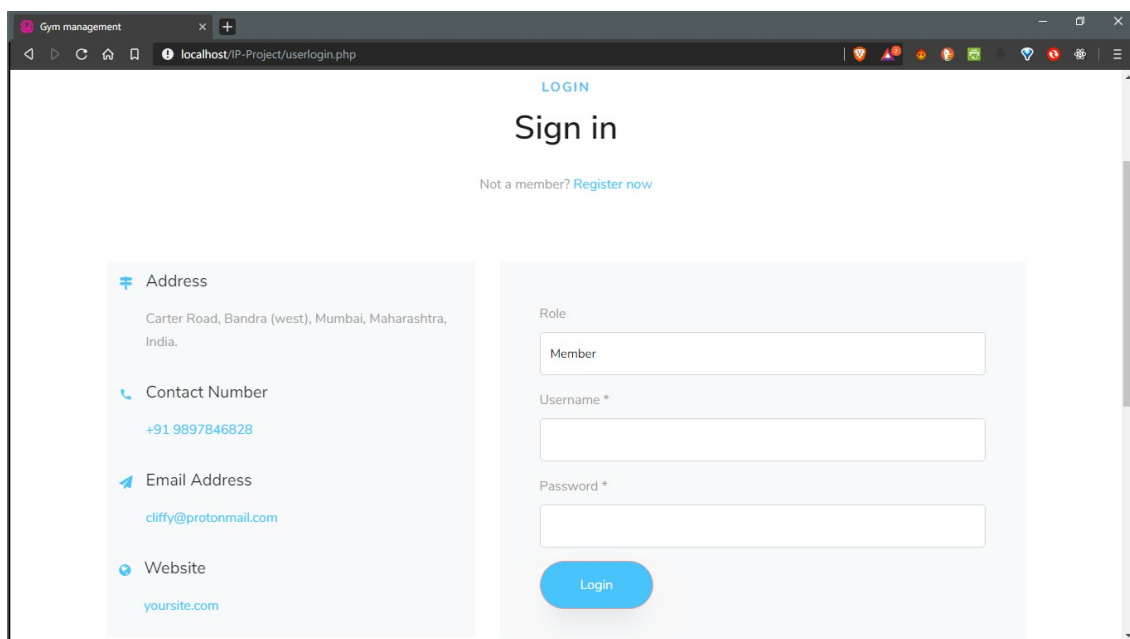 Gym management
localhost/IP-Project/userlogin.php
LOGIN
Sign in
Not a member? Register now
Address
Carter Road, Bandra (west), Mumbai, Maharashtra,
India.
Contact Number
+91 9897846828
Email Address
cliffy@protonmail.com
Website
yoursite.com
Role
Member
Username *
Password *
Login